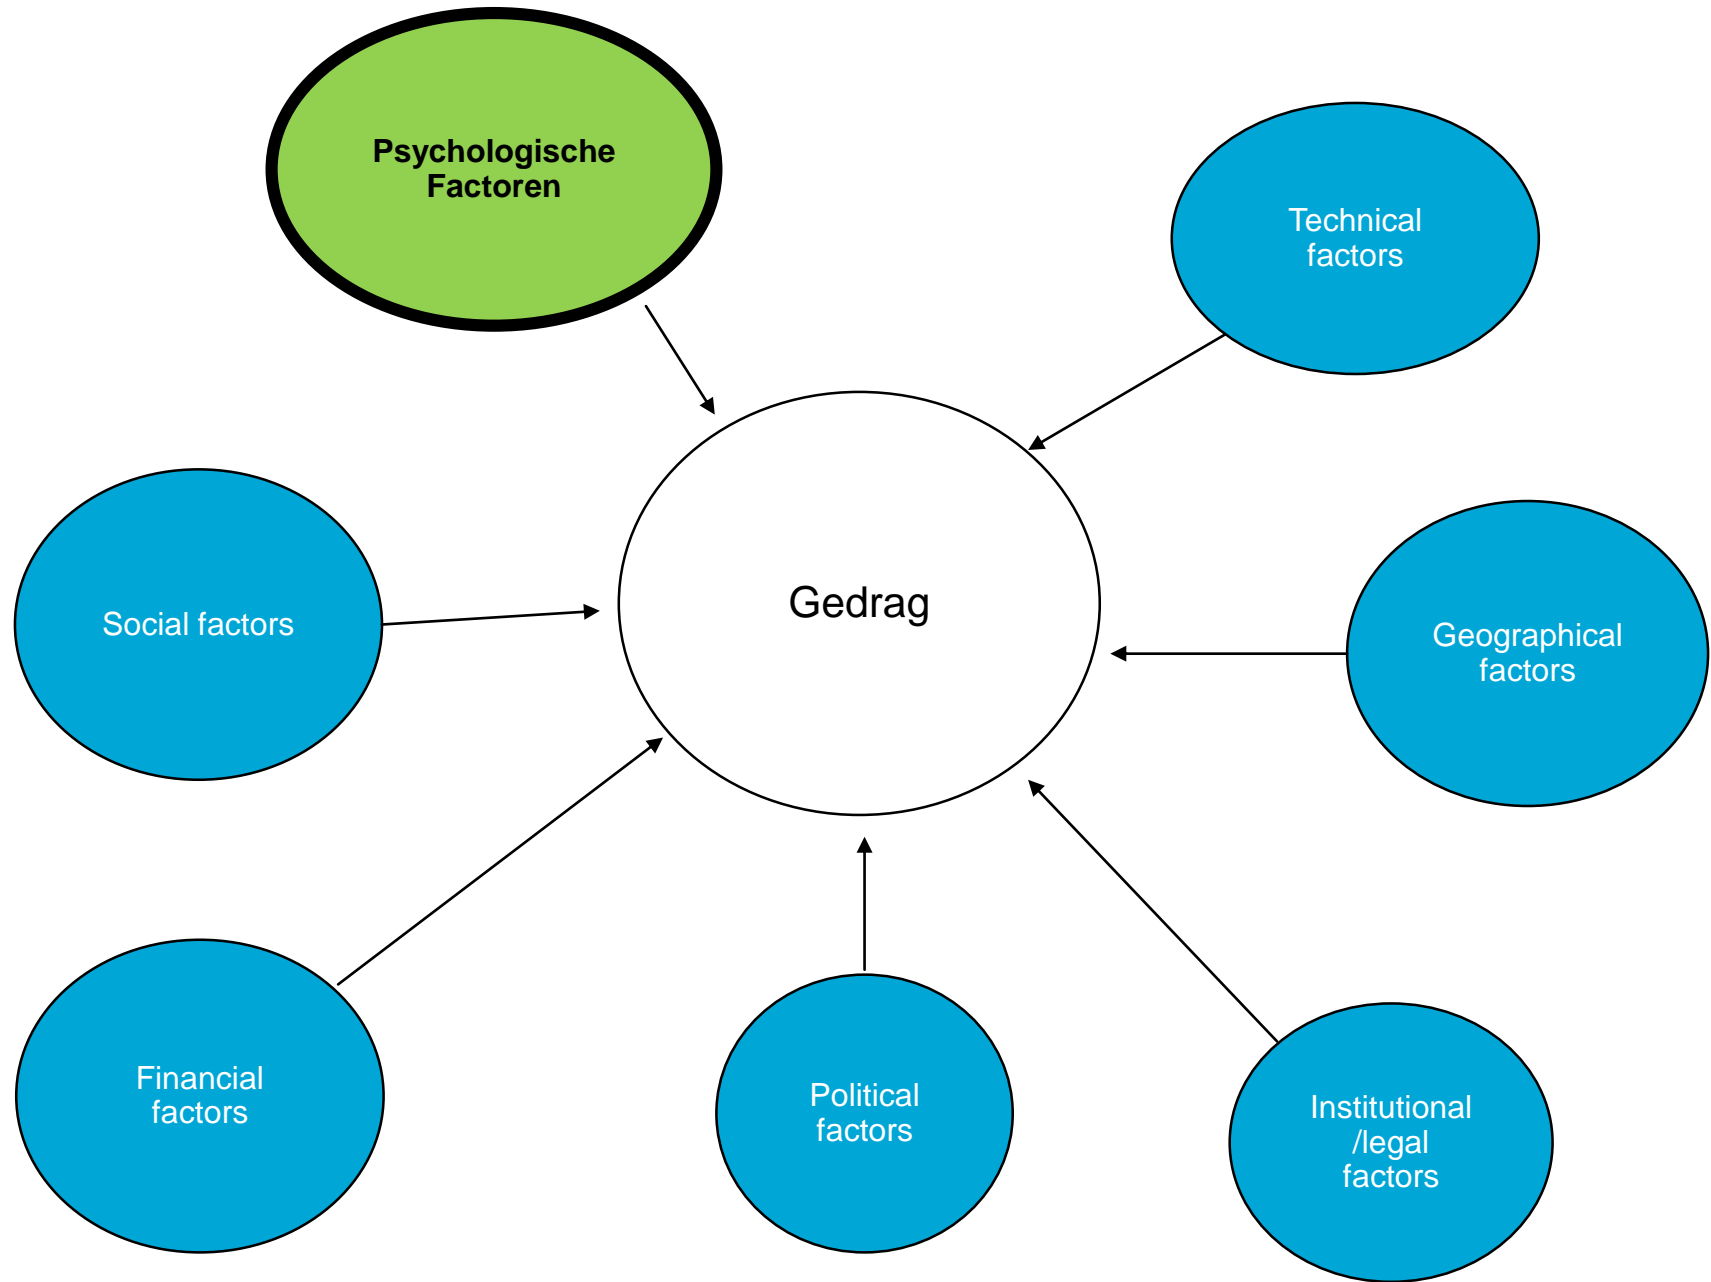 Psychologische
Factoren
Technical
factors
Gedrag
Social factors
Geographical
factors
Financial
factors
Political
factors
Institutional
/legal
factors